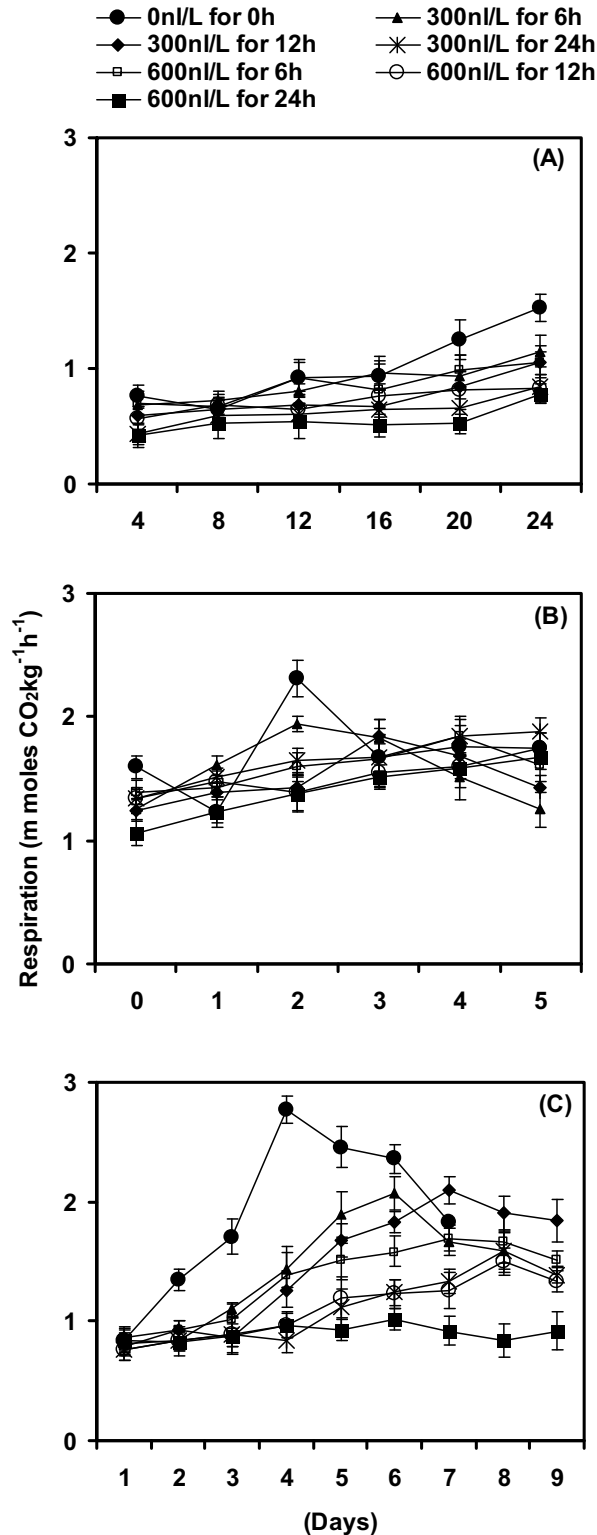 0nl/L for 0h 300nl/L for 6h
300nl/L for 12h 300nl/L for 24h
600nl/L for 6h 600nl/L for 12h
600nl/L for 24h
(A)
3
2
1
0
4 8 12 16 20 24
Respiration (m moles CO₂kg⁻¹h⁻¹)
(B)
3
2
1
0
0 1 2 3 4 5
(C)
3
2
1
0
1 2 3 4 5 6 7 8 9
(Days)